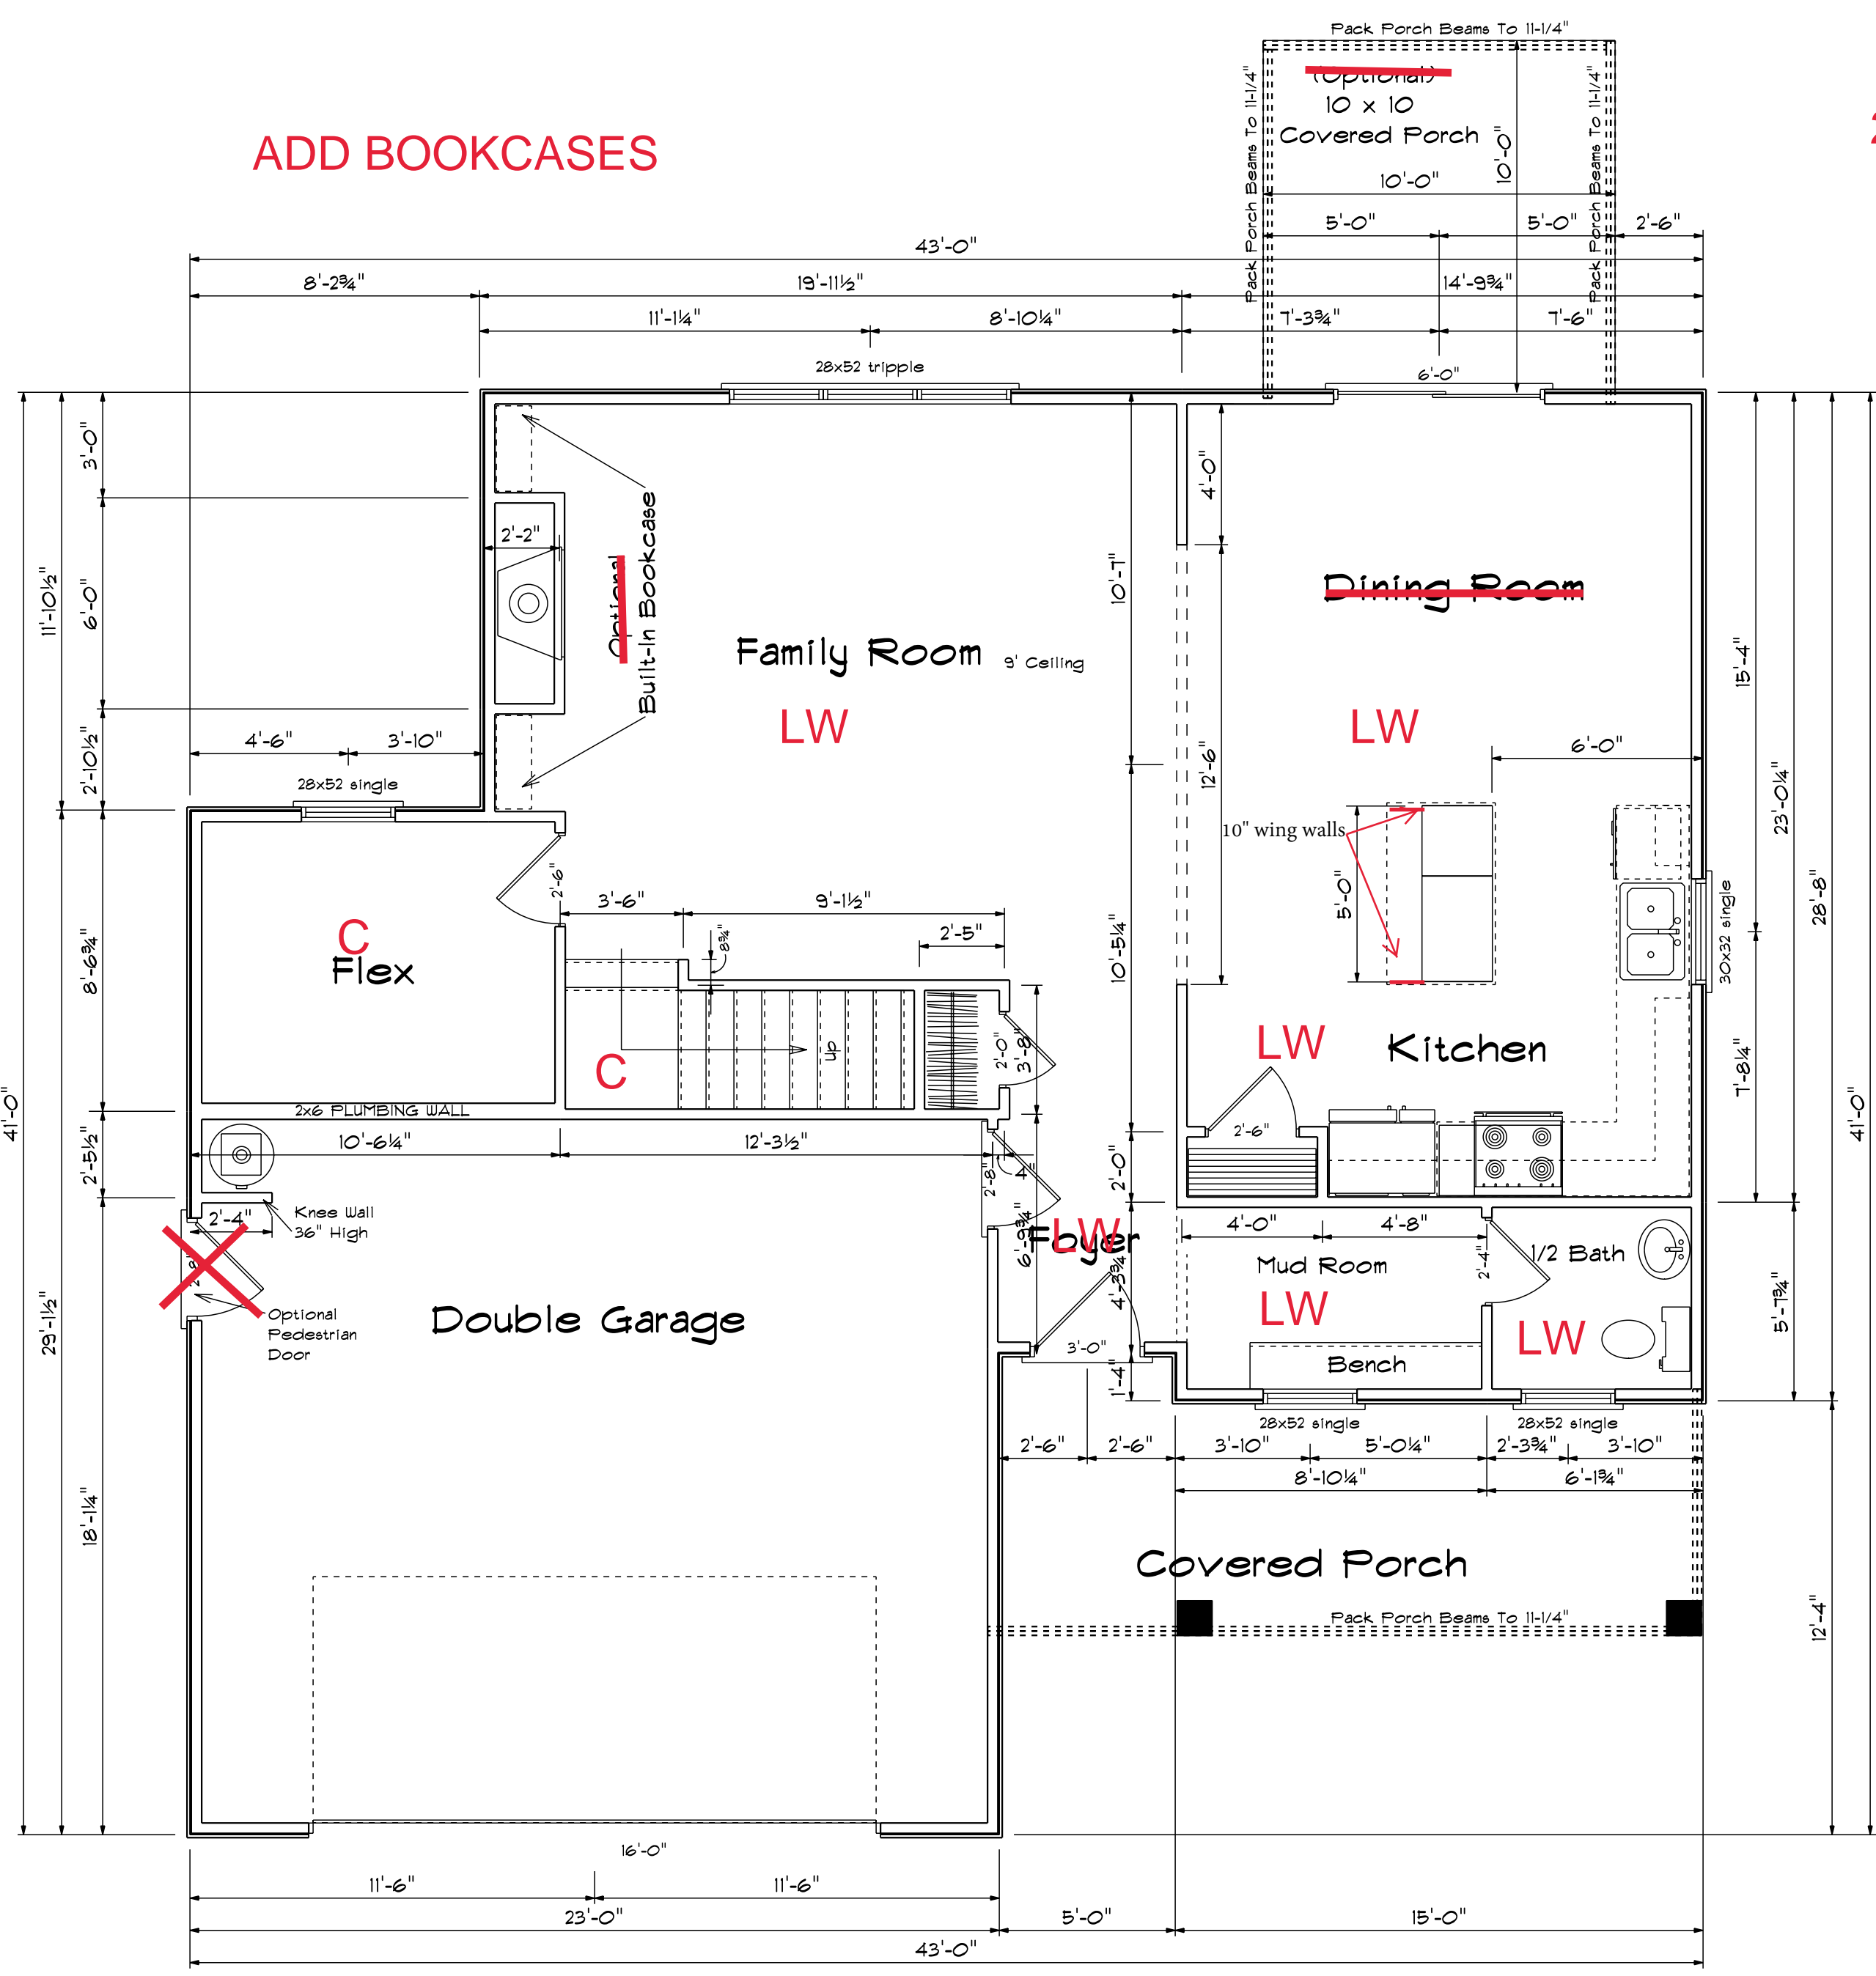 Pack Porch Beams To 11-1/4"
(Optional)
10 x 10
Covered Porch
Pack Porch Beams To 11-1/4"
Pack Porch Beams To 11-1/4"
10'-0"
10'-0"
ADD BOOKCASES
5'-0"
5'-0"
2'-6"
43'-0"
8'-2¾"
19'-11½"
14'-9¾"
11'-1¼"
8'-10¼"
7'-3¾"
7'-6"
28x52 tripple
6'-0"
3'-0"
4'-0"
2'-2"
Optional
Built-In Bookcase
11'-10½"
6'-0"
10'-7"
Dining Room
Family Room
9' Ceiling
15'-4"
LW
LW
4'-6"
3'-10"
2'-10½"
12'-6"
6'-0"
28x52 single
23'-0¼"
10" wing walls
2'-6"
3'-6"
9'-1½"
5'-0"
28'-8"
30x32 single
C
Flex
8¾"
2'-5"
10'-5¼"
8'-6¾"
LW
Kitchen
up
2'-0"
3'-8"
C
7'-8¼"
41'-0"
41'-0"
2x6 PLUMBING WALL
10'-6¼"
12'-3½"
2'-6"
2'-5½"
2'-8"
4"
2'-0"
Knee Wall
36" High
2'-4"
2'-8"
6'-9¾"
Foyer
LW
4'-0"
4'-8"
Mud Room
2'-4"
1/2 Bath
4'-3¾"
LW
LW
5'-7¾"
Optional
Pedestrian
Door
Double Garage
29'-1½"
3'-0"
Bench
1'-4"
28x52 single
28x52 single
2'-6"
2'-6"
3'-10"
5'-0¼"
2'-3¾"
3'-10"
8'-10¼"
6'-1¾"
18'-1¼"
Covered Porch
Pack Porch Beams To 11-1/4"
12'-4"
16'-0"
11'-6"
11'-6"
23'-0"
5'-0"
15'-0"
43'-0"